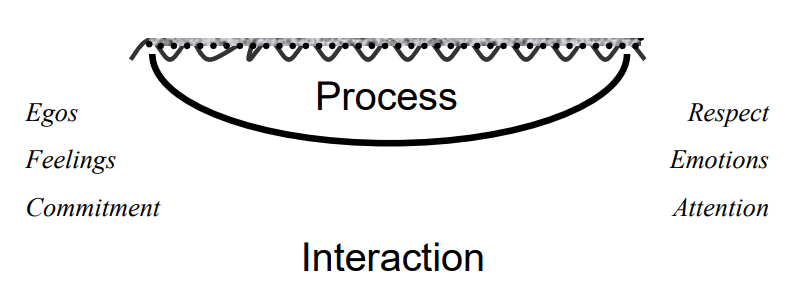 Process
Egos
Respect
Feelings
Emotions
Commitment
Attention
Interaction